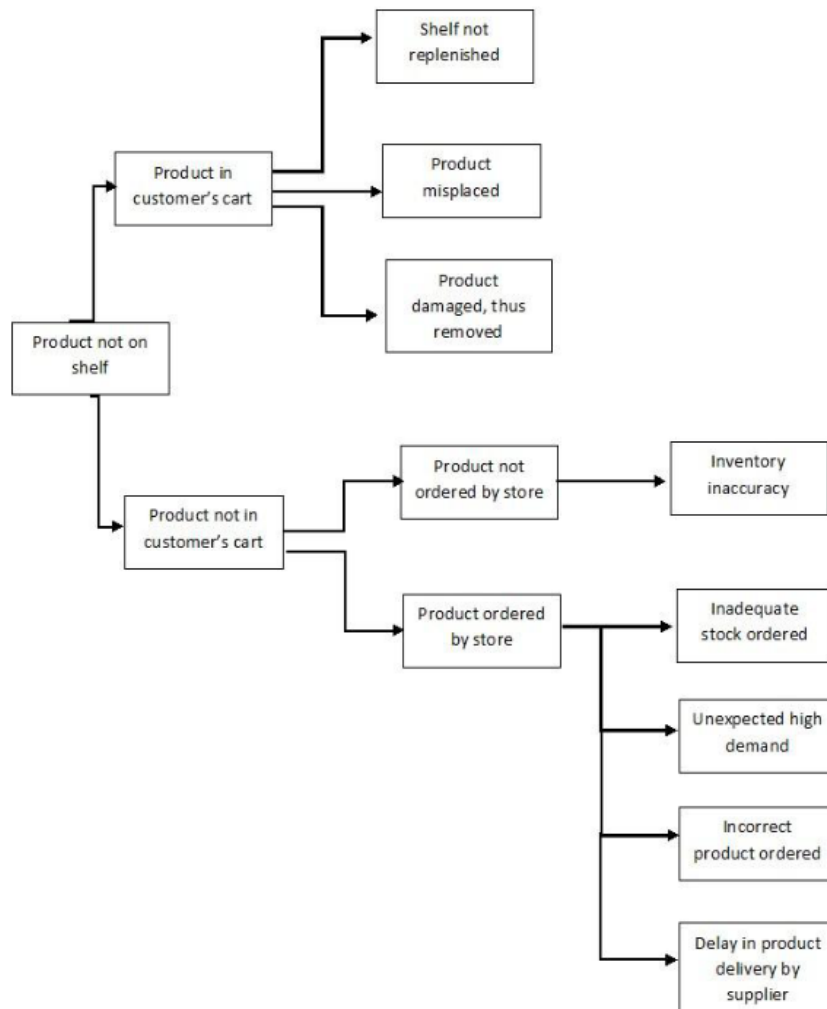 Shelf not
replenished
Product in
customer's cart
Product
misplaced
Product
damaged, thus
removed
Product not on
shelf
Product not
ordered by store
Inventory
inaccuracy
Product not in
customer's cart
Product ordered
by store
Inadequate
stock ordered
Unexpected high
demand
Incorrect
product ordered
Delay in product
delivery by
supplier